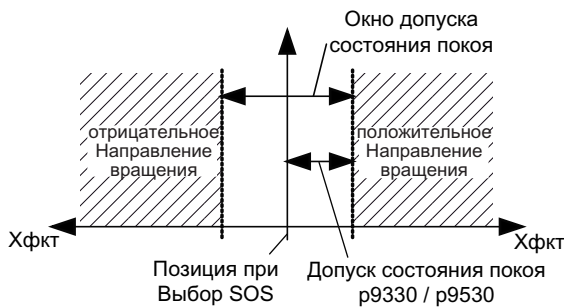 Окно допуска
состояния покоя
отрицательное
Направление
вращения
положительное
Направление
вращения
Xфкт
Xфкт
Позиция при
Выбор SOS
Допуск состояния покоя
p9330 / p9530